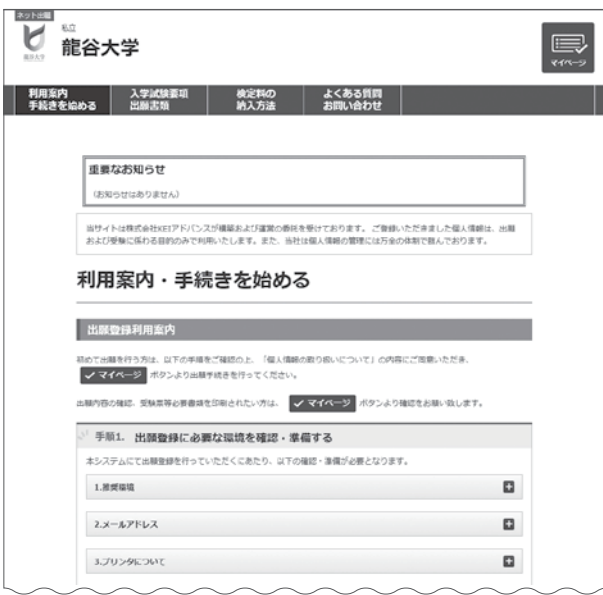 ネット出願
私立
龍谷大学
龍谷大学
マイページ
利用案内
手続きを始める
入学試験要項
出願書類
検定料の
納入方法
よくある質問
お問い合わせ
重要なお知らせ
(お知らせはありません)
当サイトは株式会社KEIアドバンスが構築および運営の委託を受けております。ご登録いただきました個人情報は、出願
および受験に係わる目的のみで利用いたします。また、当社は個人情報の管理には万全の体制で臨んでおります。
利用案内・手続きを始める
出願登録利用案内
初めて出願を行う方は、以下の手順をご確認の上、「個人情報の取り扱いについて」の内容にご同意いただき、
マイページ ボタンより出願手続きを行ってください。
出願内容の確認、受験票等必要書類を印刷されたい方は、 マイページ ボタンより確認をお願い致します。
手順1. 出願登録に必要な環境を確認・準備する
本システムにて出願登録を行っていただくにあたり、以下の確認・準備が必要となります。
1.推奨環境
2.メールアドレス
3.プリンタについて